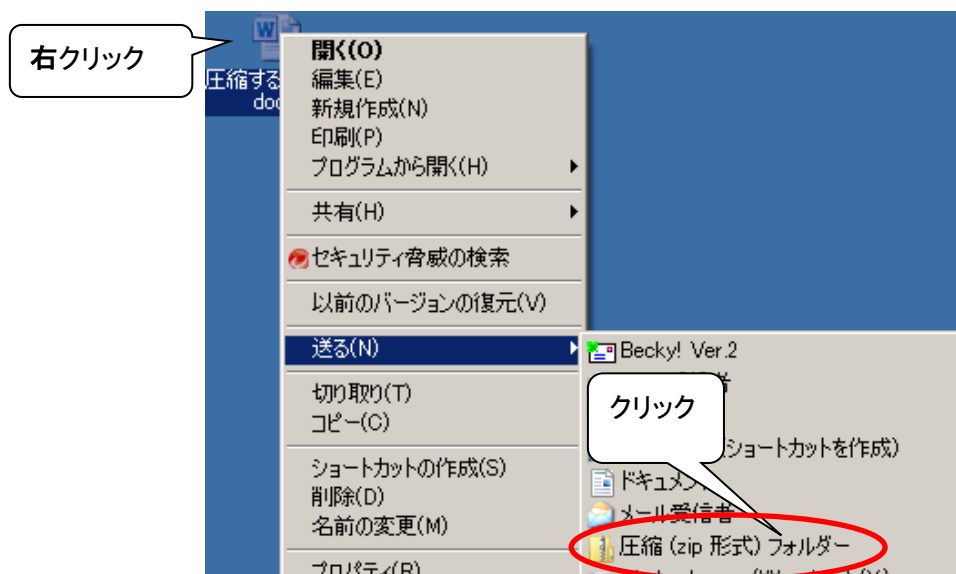 右クリック
圧縮する
doc
開く(O)
編集(E)
新規作成(N)
印刷(P)
プログラムから開く(H)
共有(H)
セキュリティ脅威の検索
以前のバージョンの復元(V)
送る(N)
切り取り(T)
コピー(C)
ショートカットの作成(S)
削除(D)
名前の変更(M)
プロパティ(R)
Becky! Ver.2
クリック
ショートカットを作成)
ドキュメント
メール受信者
圧縮 (zip 形式) フォルダー